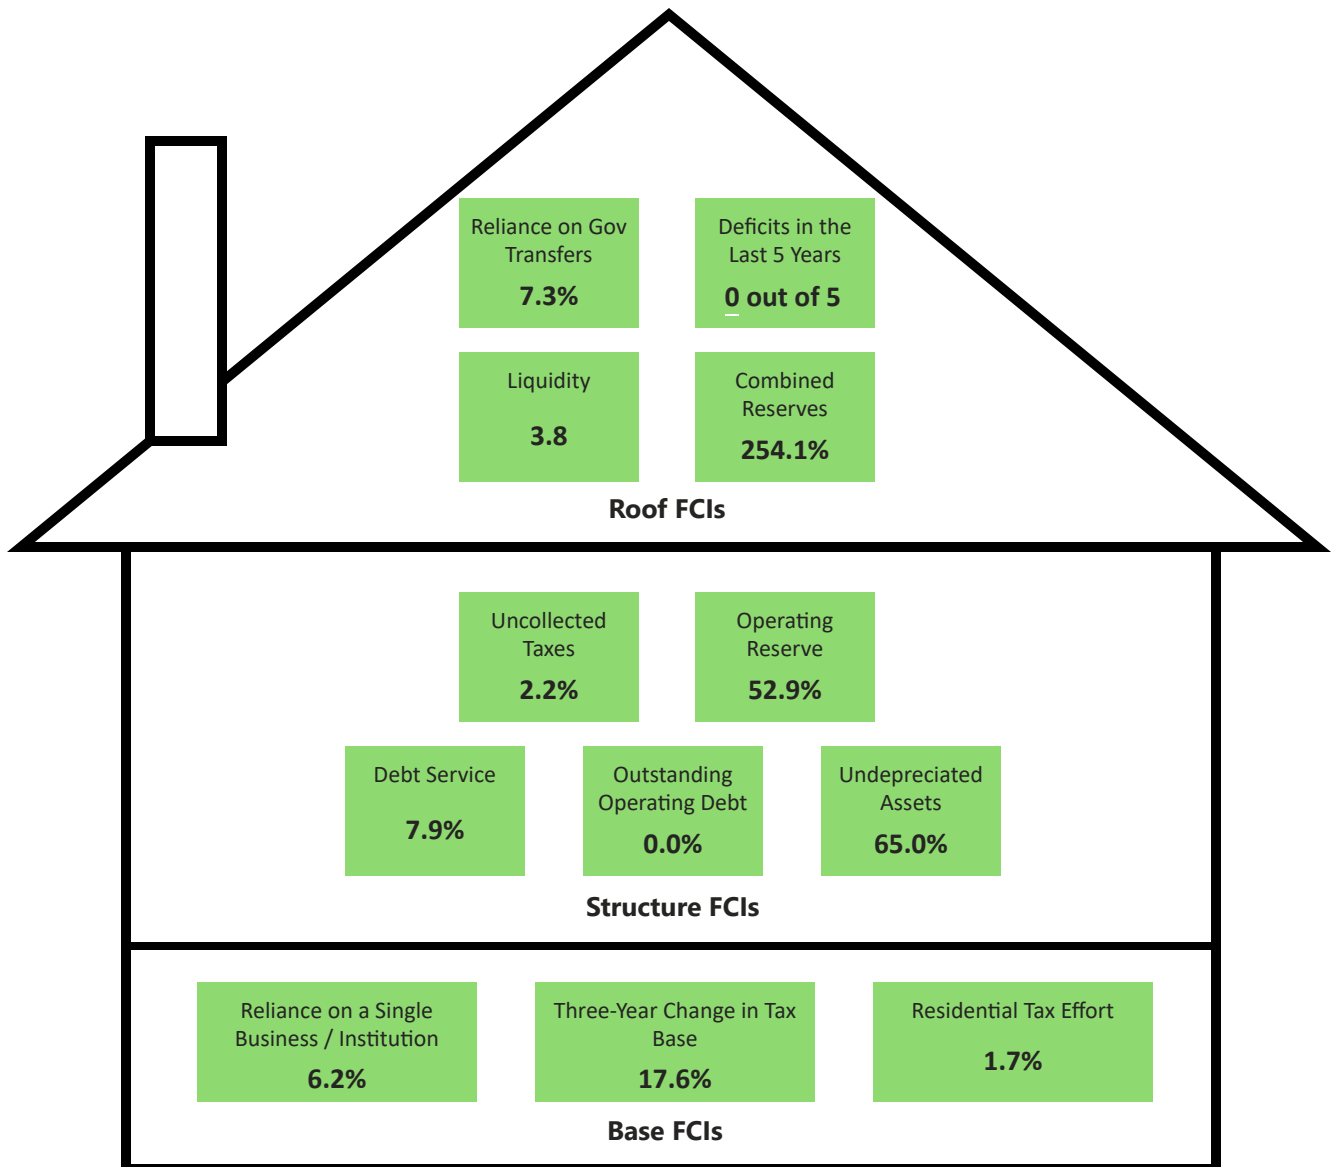 Reliance on Gov
Transfers
7.3%
Deficits in the
Last 5 Years
0 out of 5
Liquidity
3.8
Combined
Reserves
254.1%
Roof FCIs
Uncollected
Taxes
2.2%
Operating
Reserve
52.9%
Debt Service
7.9%
Outstanding
Operating Debt
0.0%
Undepreciated
Assets
65.0%
Structure FCIs
Reliance on a Single
Business / Institution
6.2%
Three-Year Change in Tax
Base
17.6%
Residential Tax Effort
1.7%
Base FCIs